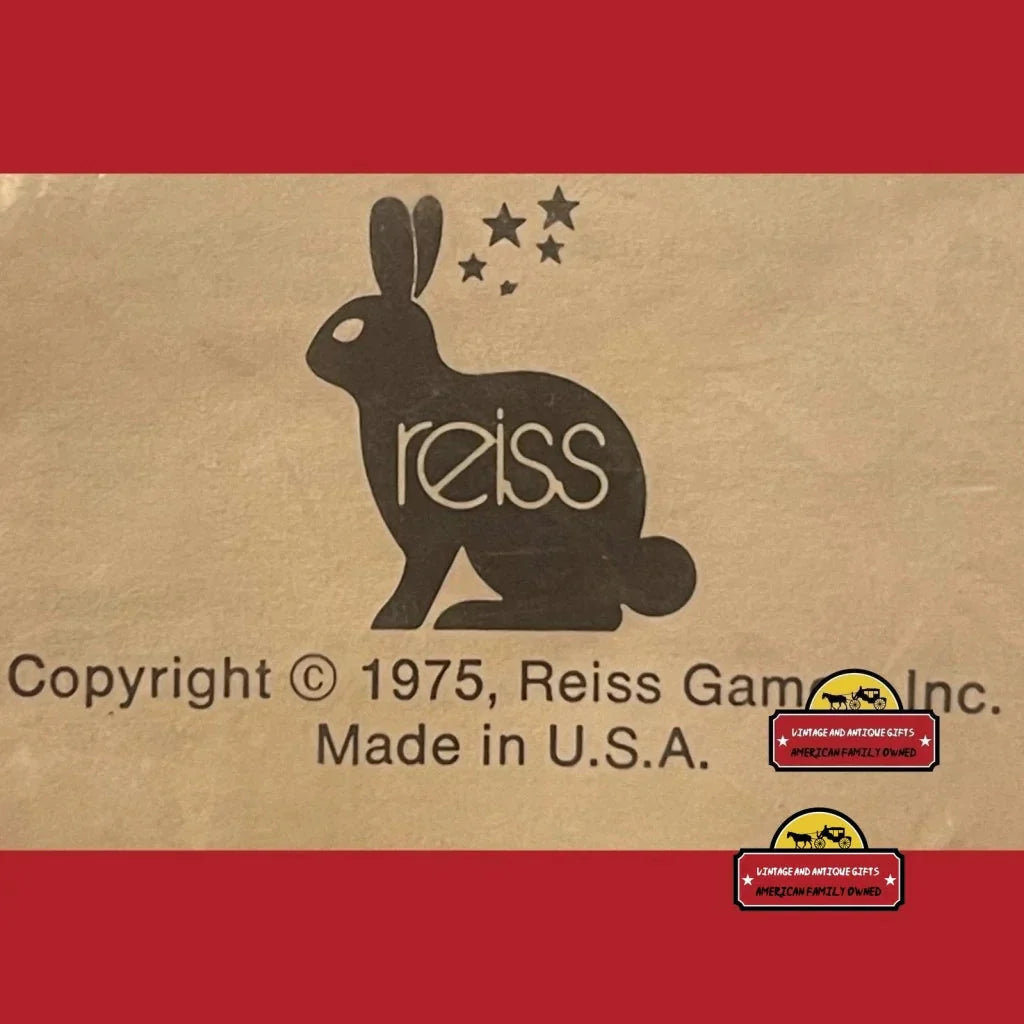 reiss
Copyright © 1975, Reiss Gam Inc.
Made in U.S.A.
VINTAGE AND ANTIQUE GIFTS
AMERICAN FAMILY OWNED
VINTAGE AND ANTIQUE GIFTS
AMERICAN FAMILY OWNED